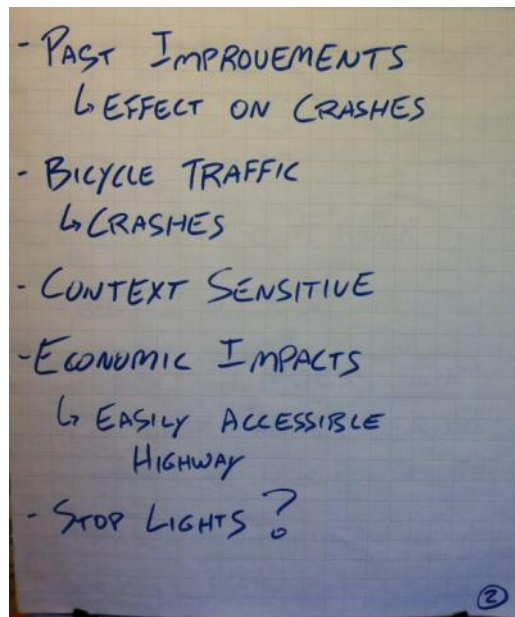 - PAST IMPROVEMENTS
↳ EFFECT ON CRASHES
- BICYCLE TRAFFIC
↳ CRASHES
- CONTEXT SENSITIVE
- ECONOMIC IMPACTS
↳ EASILY ACCESSIBLE
HIGHWAY
- STOP LIGHTS?
②